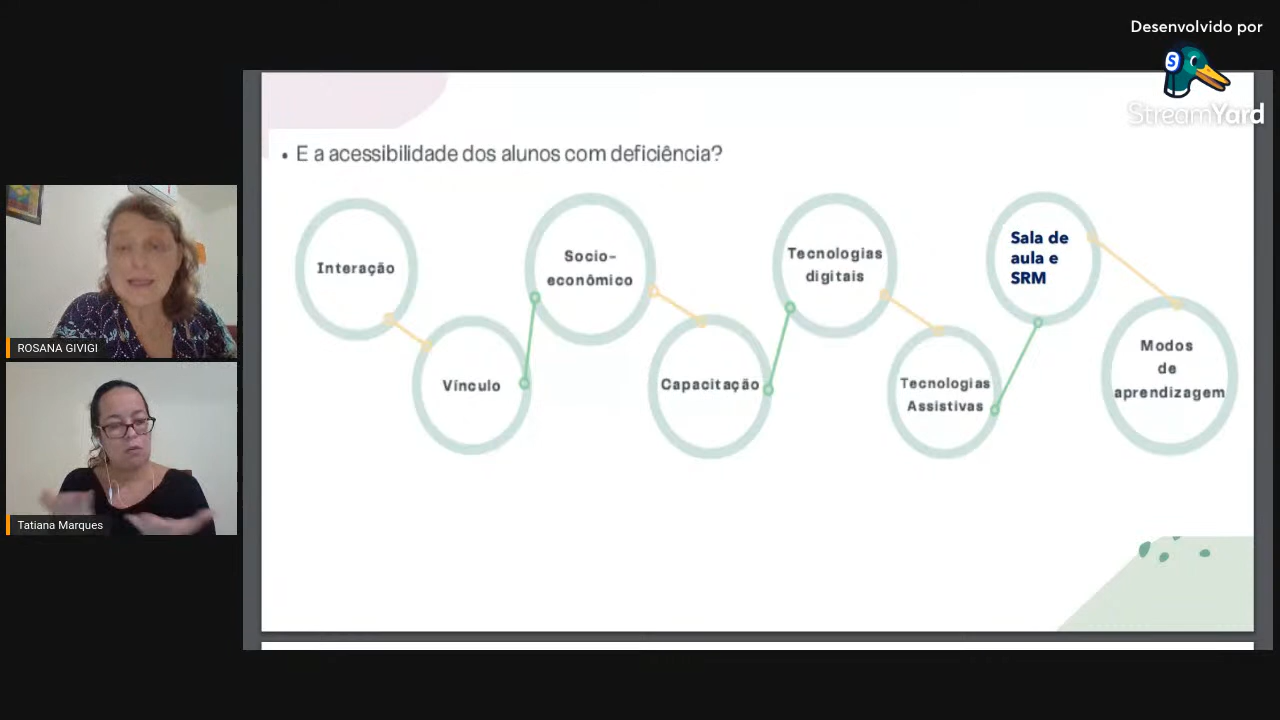 Desenvolvido por
StreamYard
• E a acessibilidade dos alunos com deficiência?
Interação
Vínculo
Socio-
econômico
Capacitação
Tecnologias
digitais
Tecnologias
Assistivas
Sala de
aula e
SRM
Modos
de
aprendizagem
ROSANA GIVIGI
Tatiana Marques